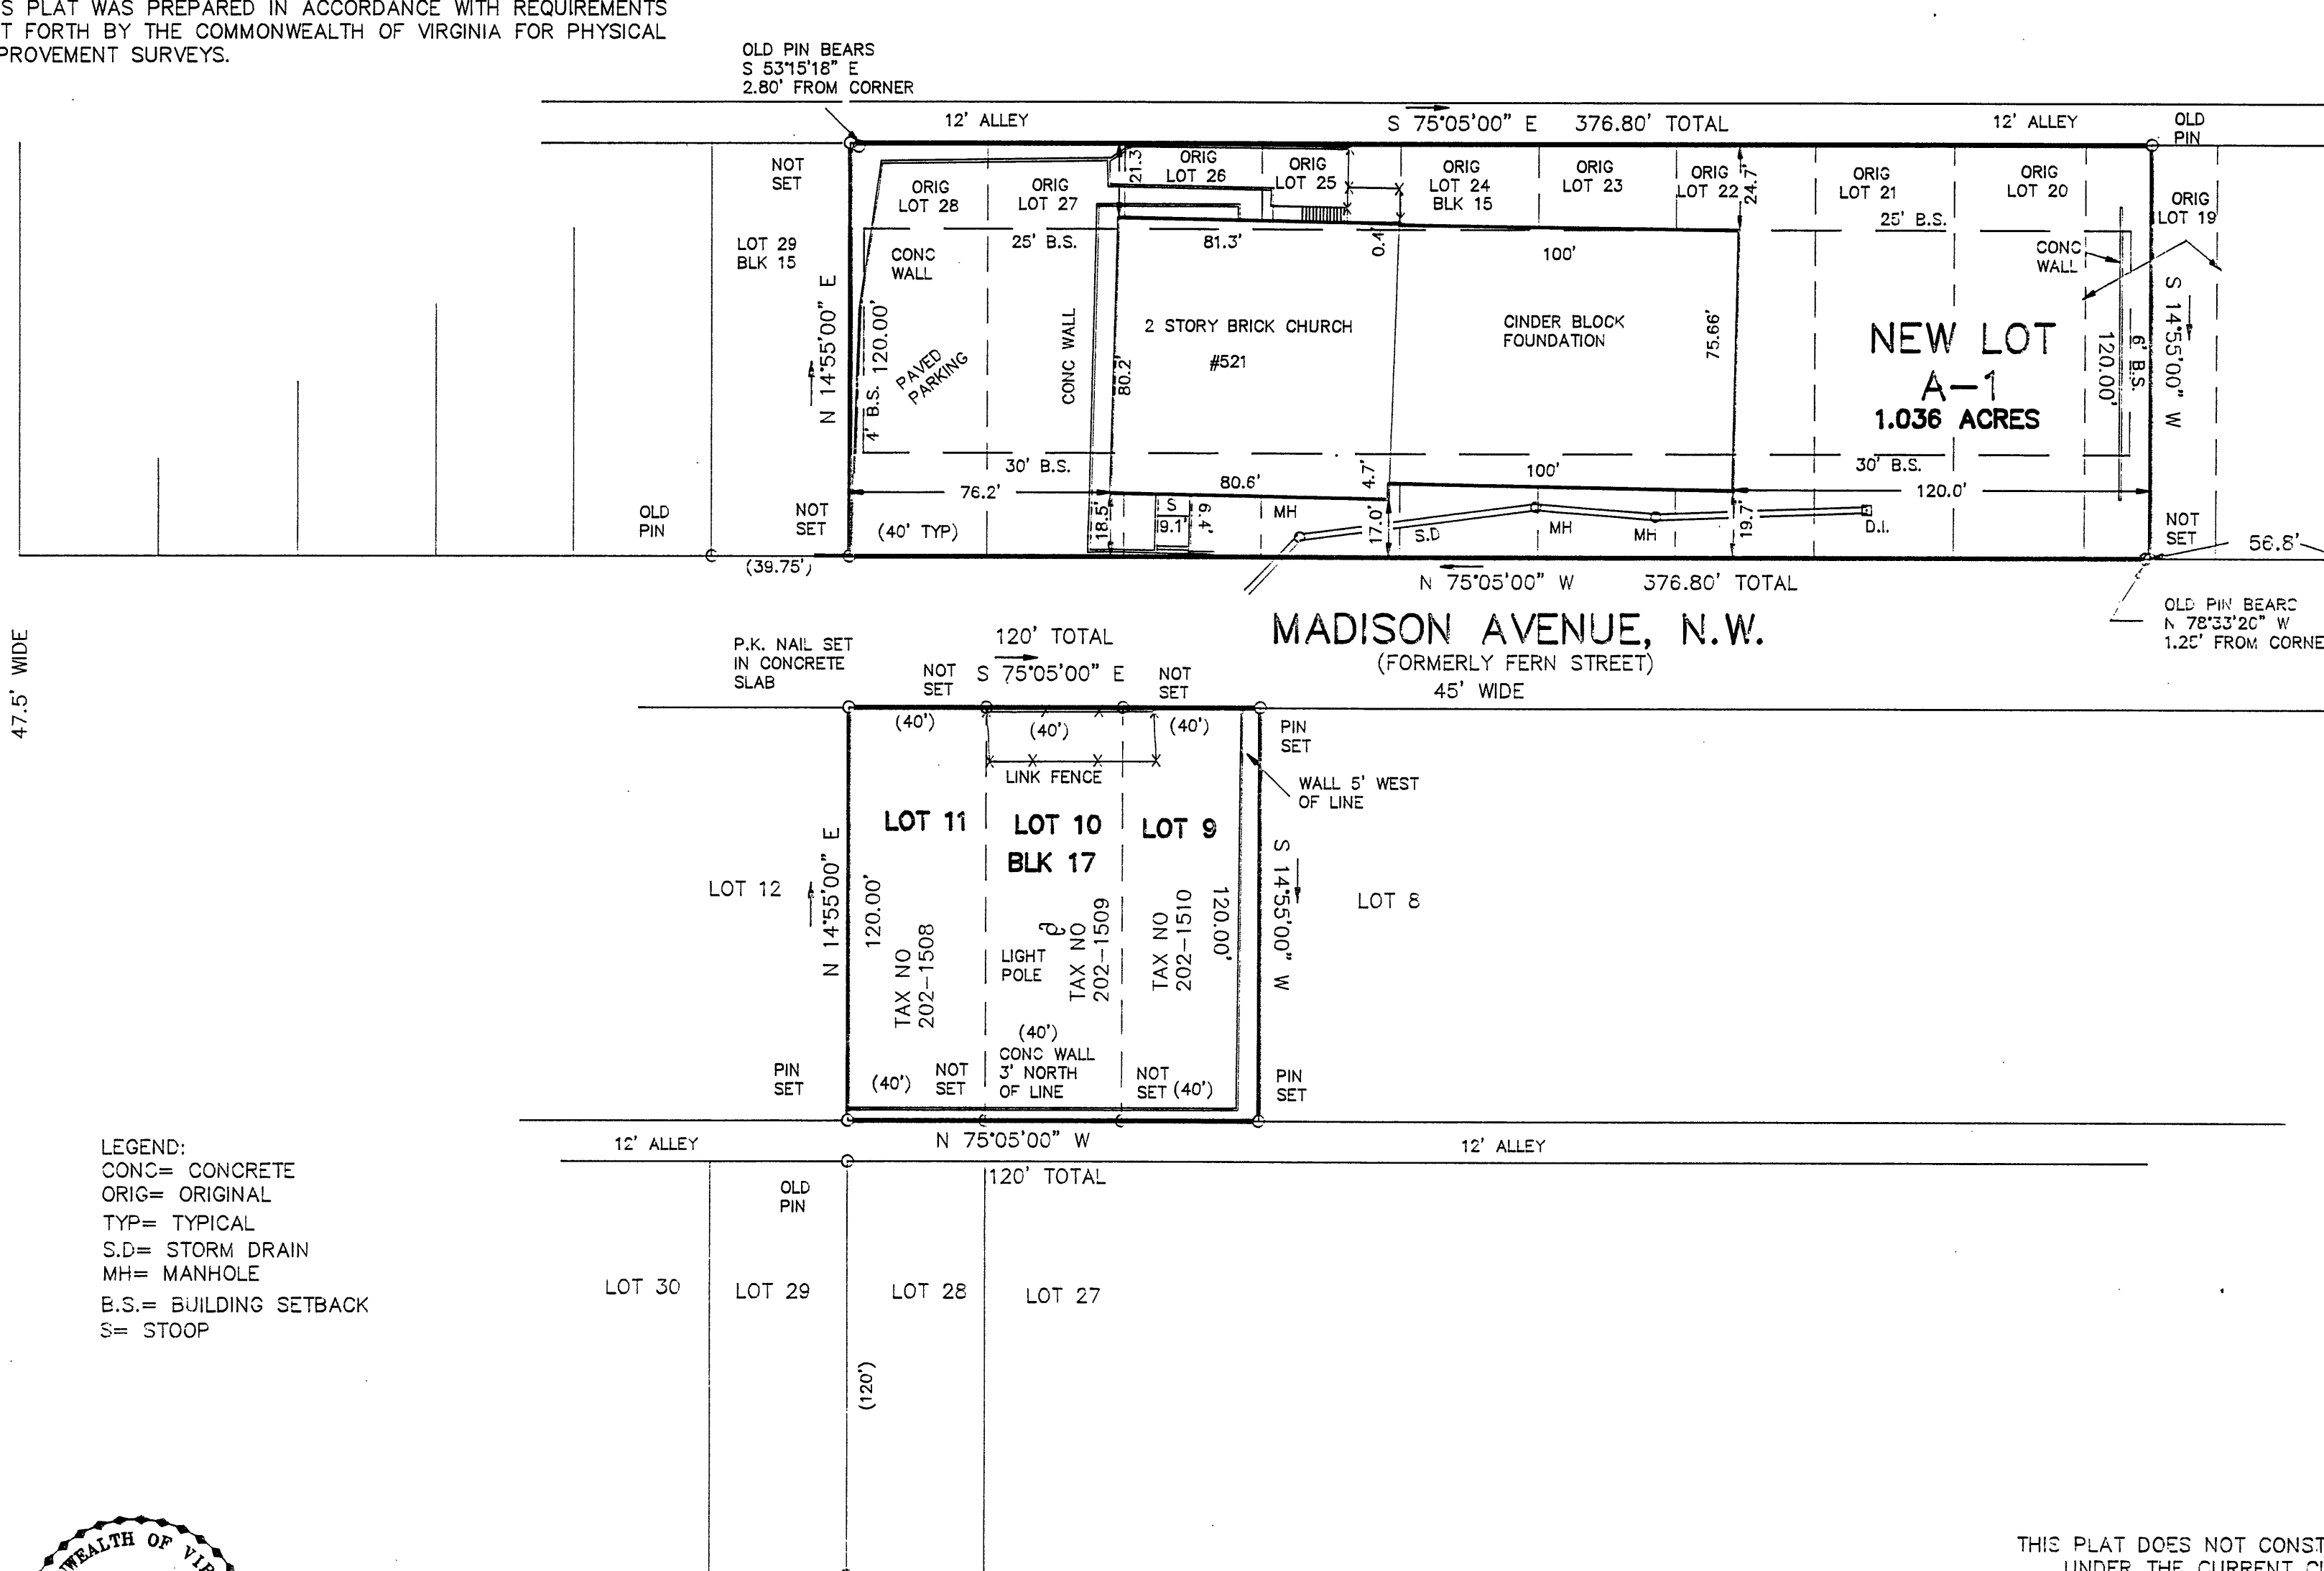 S PLAT WAS PREPARED IN ACCORDANCE WITH REQUIREMENTS
T FORTH BY THE COMMONWEALTH OF VIRGINIA FOR PHYSICAL
PROVEMENT SURVEYS.
OLD PIN BEARS
S 53°15'18" E
2.80' FROM CORNER
12' ALLEY
S 75°05'00" E 376.80' TOTAL
12' ALLEY
OLD
PIN
NOT
SET
ORIG
LOT 28
ORIG
LOT 27
21.3
ORIG
LOT 26
ORIG
LOT 25
ORIG
LOT 24
BLK 15
ORIG
LOT 23
ORIG
LOT 22
24.7'
ORIG
LOT 21
ORIG
LOT 20
ORIG
LOT 19
LOT 29
BLK 15
CONC
WALL
25' B.S.
81.3'
0.4'
100'
25' B.S.
CONC
WALL
N 14°55'00" E
120.00'
4' B.S.
PAVED
PARKING
CONC WALL
80.2'
2 STORY BRICK CHURCH
#521
CINDER BLOCK
FOUNDATION
75.66'
NEW LOT
A-1
1.036 ACRES
120.00'
6' B.S.
S 14°55'00" W
30' B.S.
80.6'
4.7'
100'
30' B.S.
76.2'
120.0'
OLD
PIN
NOT
SET
(40' TYP)
18.5'
S
9.1'
6.4'
MH
17.0'
S.D
MH
MH
19.7'
D.I.
NOT
SET
56.8'
(39.75')
N 75°05'00" W 376.80' TOTAL
OLD PIN BEARS
N 78°33'20" W
1.25' FROM CORNE
47.5' WIDE
MADISON AVENUE, N.W.
(FORMERLY FERN STREET)
45' WIDE
P.K. NAIL SET
IN CONCRETE
SLAB
120' TOTAL
S 75°05'00" E
NOT
SET
NOT
SET
(40')
(40')
(40')
PIN
SET
LINK FENCE
WALL 5' WEST
OF LINE
LOT 11
LOT 10
BLK 17
LOT 9
LOT 12
N 14°55'00" E
120.00'
TAX NO
202-1508
LIGHT
POLE
TAX NO
202-1509
TAX NO
202-1510
120.00'
S 14°55'00" W
LOT 8
PIN
SET
(40')
NOT
SET
(40')
CONC WALL
3' NORTH
OF LINE
NOT
SET (40')
PIN
SET
12' ALLEY
N 75°05'00" W
120' TOTAL
12' ALLEY
OLD
PIN
LOT 30
LOT 29
LOT 28
LOT 27
(120')
LEGEND:
CONC= CONCRETE
ORIG= ORIGINAL
TYP= TYPICAL
S.D= STORM DRAIN
MH= MANHOLE
B.S.= BUILDING SETBACK
S= STOOP
WEALTH OF VIR
THIS PLAT DOES NOT CONST
UNDER THE CURRENT